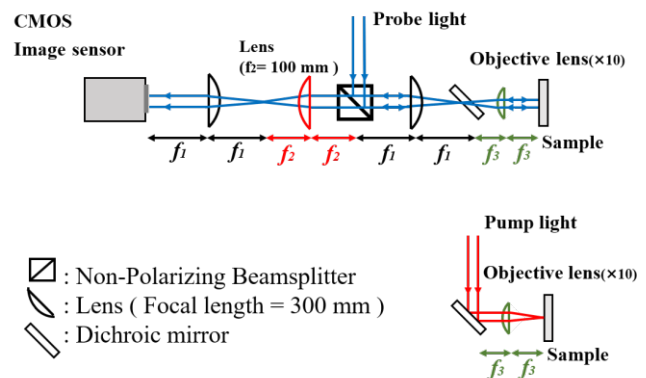 CMOS
Image sensor
Probe light
Lens
(f2= 100 mm )
Objective lens(×10)
f1 f1 f2 f2 f1 f1 f3 f3
Sample
Pump light
Objective lens(×10)
: Non-Polarizing Beamsplitter
: Lens ( Focal length = 300 mm )
: Dichroic mirror
f3 f3
Sample